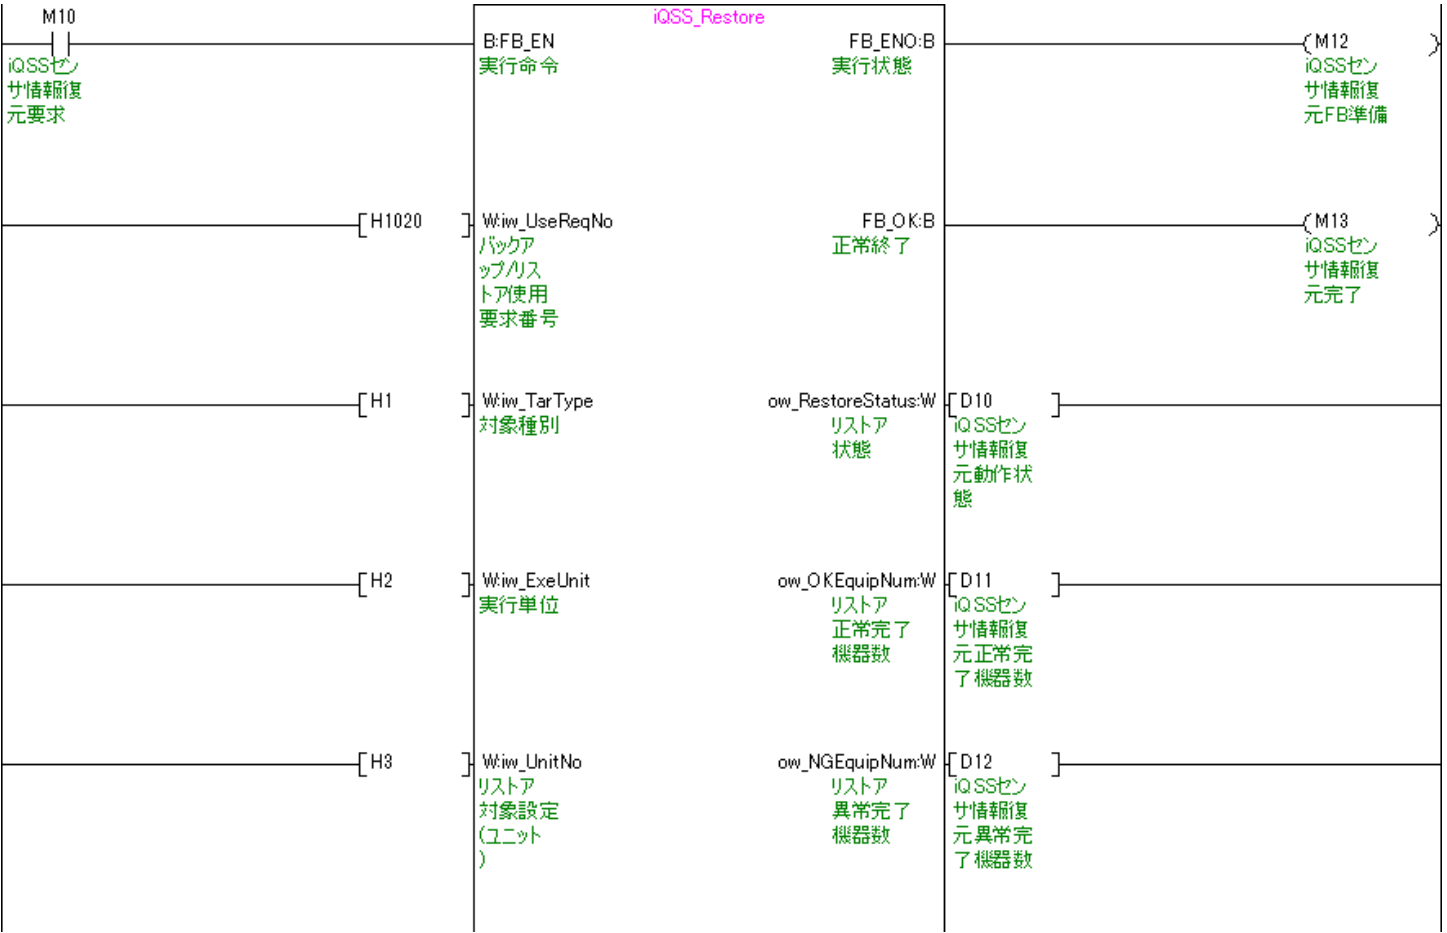 M10
iQSSセン
サ情報復
元要求
iQSS_Restore
B:FB_EN
実行命令
FB_ENO:B
実行状態
M12
iQSSセン
サ情報復
元FB準備
H1020
W:iw_UseReqNo
バックア
ップ/リス
トア使用
要求番号
FB_OK:B
正常終了
M13
iQSSセン
サ情報復
元完了
H1
W:iw_TarType
対象種別
ow_RestoreStatus:W
リストア
状態
D10
iQSSセン
サ情報復
元動作状
態
H2
W:iw_ExeUnit
実行単位
ow_OKEquipNum:W
リストア
正常完了
機器数
D11
iQSSセン
サ情報復
元正常完
了機器数
H3
W:iw_UnitNo
リストア
対象設定
(ユニット
)
ow_NGEquipNum:W
リストア
異常完了
機器数
D12
iQSSセン
サ情報復
元異常完
了機器数